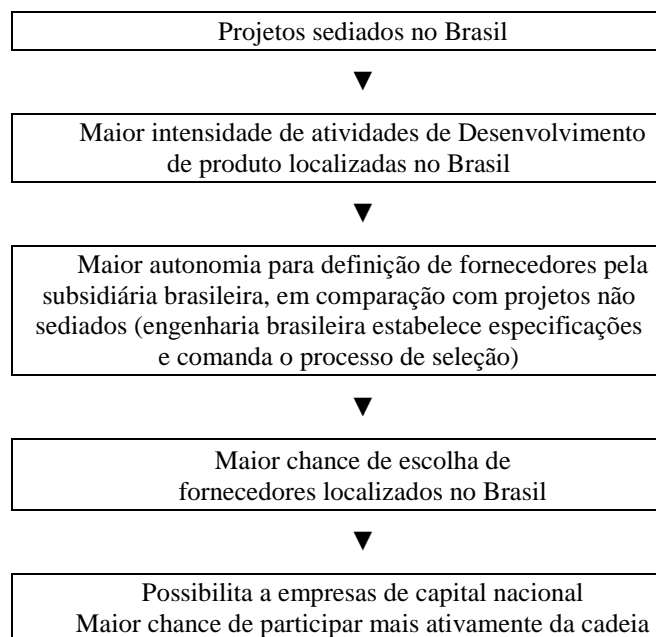 Projetos sediados no Brasil
▼
Maior intensidade de atividades de Desenvolvimento
de produto localizadas no Brasil
▼
Maior autonomia para definição de fornecedores pela
subsidiária brasileira, em comparação com projetos não
sediados (engenharia brasileira estabelece especificações
e comanda o processo de seleção)
▼
Maior chance de escolha de
fornecedores localizados no Brasil
▼
Possibilita a empresas de capital nacional
Maior chance de participar mais ativamente da cadeia